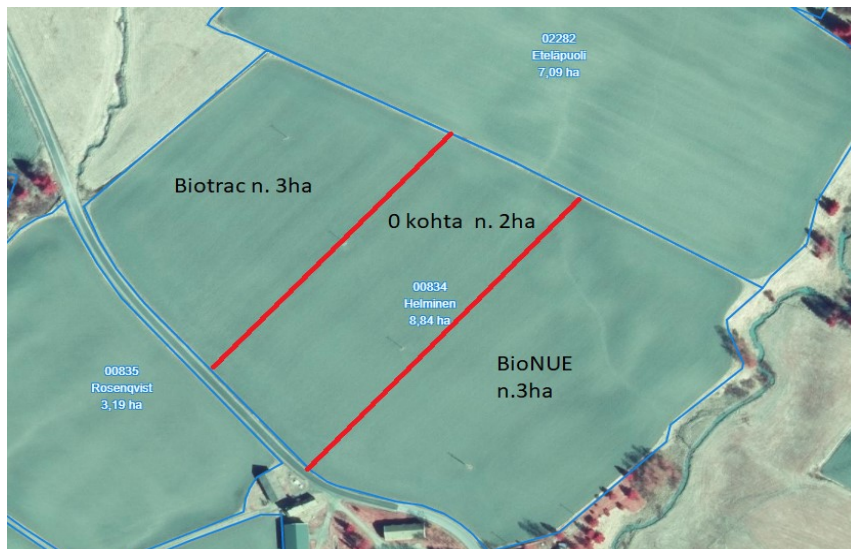 02282
Eteläpuoli
7,09 ha
Biotrac n. 3ha
0 kohta n. 2ha
00834
Helminen
8,84 ha
BioNUE
n.3ha
00835
Rosenqvist
3,19 ha